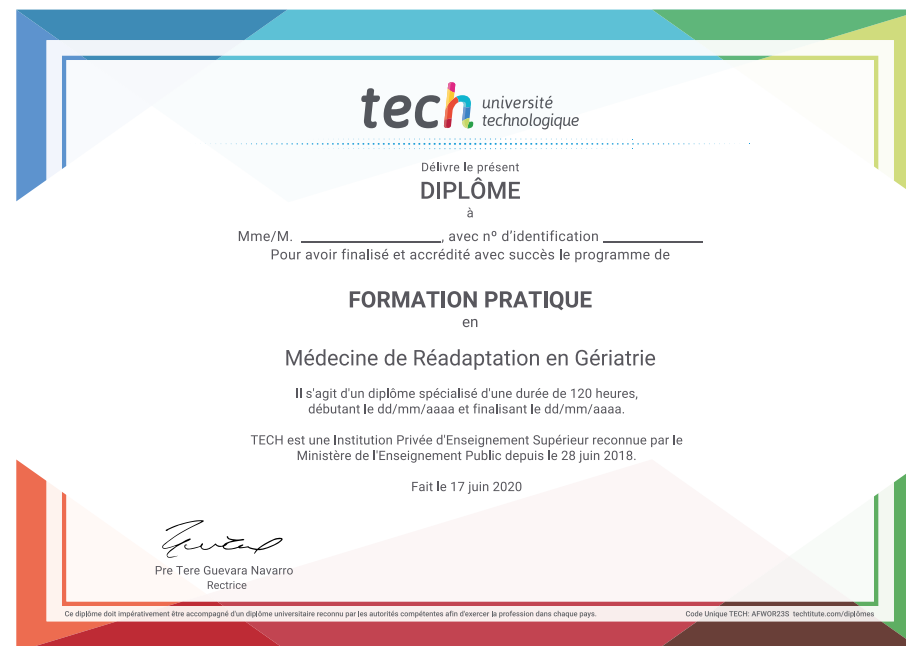 tech université
technologique
Délivre le présent
DIPLÔME
à
Mme/M. ____________________, avec nº d'identification ______________
Pour avoir finalisé et accrédité avec succès le programme de
FORMATION PRATIQUE
en
Médecine de Réadaptation en Gériatrie
Il s'agit d'un diplôme spécialisé d'une durée de 120 heures,
débutant le dd/mm/aaaa et finalisant le dd/mm/aaaa.
TECH est une Institution Privée d'Enseignement Supérieur reconnue par le
Ministère de l'Enseignement Public depuis le 28 juin 2018.
Fait le 17 juin 2020
Pre Tere Guevara Navarro
Rectrice
Ce diplôme doit impérativement être accompagné d'un diplôme universitaire reconnu par les autorités compétentes afin d'exercer la profession dans chaque pays.
Code Unique TECH: AFWOR23S techtitute.com/diplômes